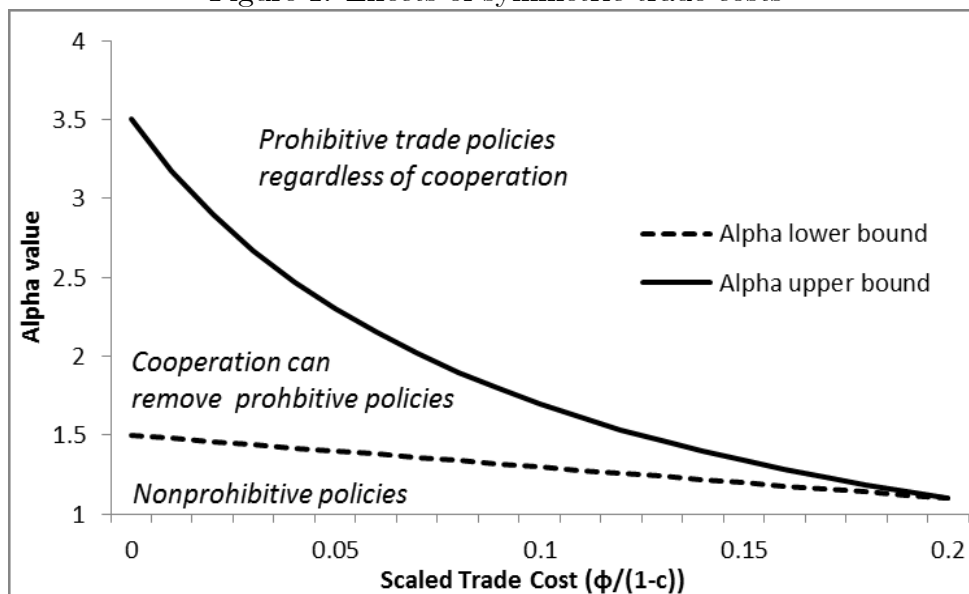 Figure Effects of symmetric trade costs
4
3.5
3
2.5
2
1.5
1
Alpha value
Prohibitive trade policies
regardless of cooperation
Alpha lower bound
Alpha upper bound
Cooperation can
remove prohbitive policies
Nonprohibitive policies
0 0.05 0.1 0.15 0.2
Scaled Trade Cost (ϕ/(1-c))